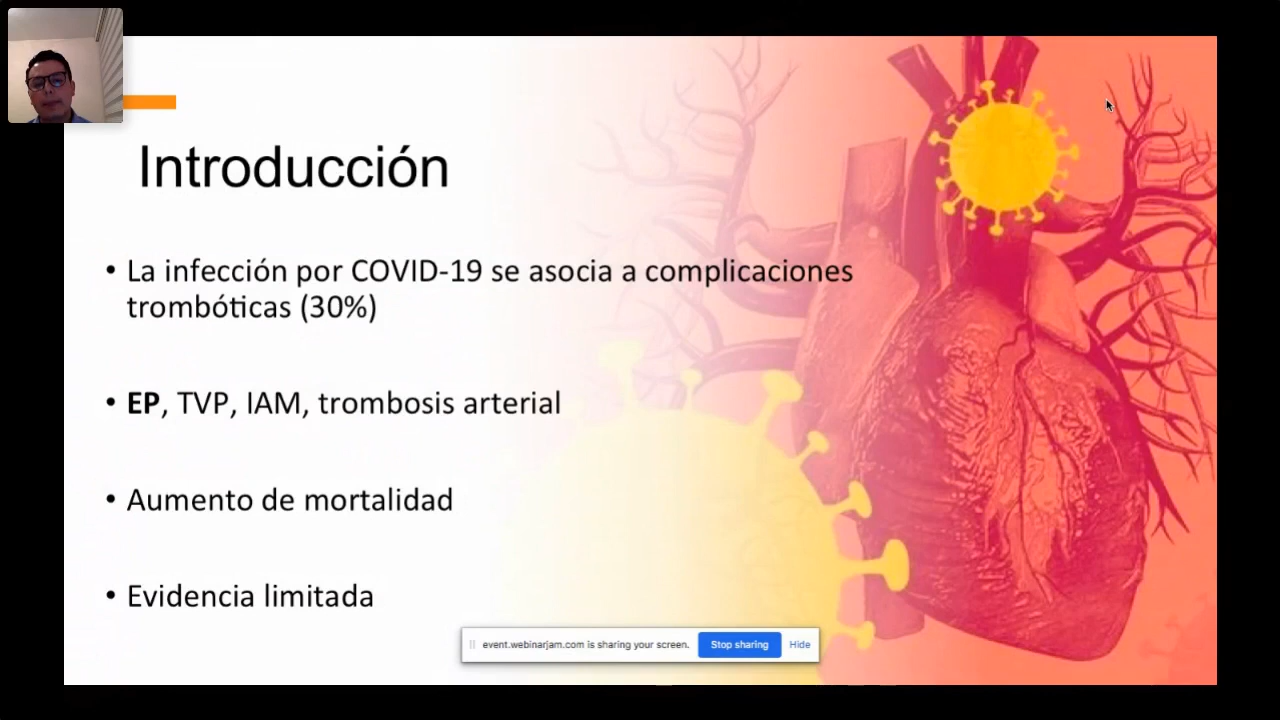 Introducción
• La infección por COVID-19 se asocia a complicaciones
trombóticas (30%)
• EP, TVP, IAM, trombosis arterial
• Aumento de mortalidad
• Evidencia limitada
event.webinarjam.com is sharing your screen. Stop sharing Hide